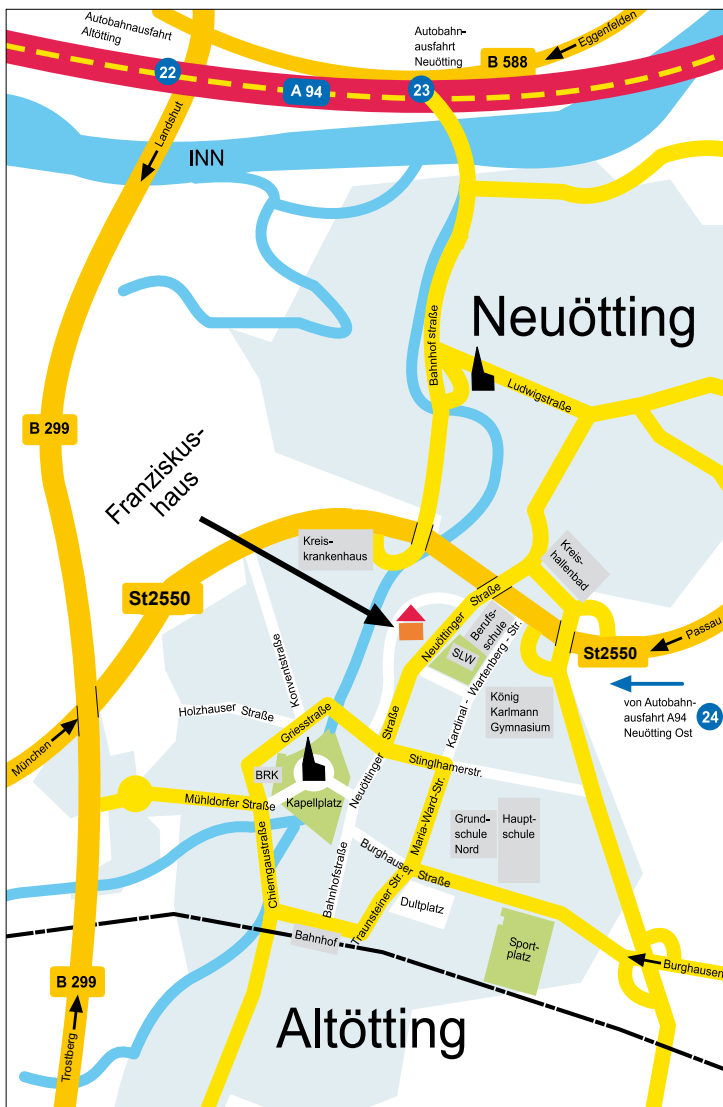 Autobahnausfahrt
Altötting
Autobahn-
ausfahrt
Neuötting
Eggenfelden
B 588
22
A 94
23
Landshut
INN
Neuötting
Bahnhof straße
Ludwigstraße
B 299
Franziskus-
haus
Kreis-
krankenhaus
Kreis-
hallenbad
St2550
Neuöttinger Straße
Berufs-
schule
SLW
Kardinal - Wartenberg - Str.
Passau
St2550
von Autobahn-
ausfahrt A94
Neuötting Ost
24
König
Karlmann
Gymnasium
Konventstraße
Holzhauser Straße
Griesstraße
München
Neuöttinger Straße
Stinglhamerstr.
BRK
Kapellplatz
Mühldorfer Straße
Maria-Ward-Str.
Grund-
schule
Nord
Haupt-
schule
Chiemgaustraße
Bahnhofstraße
Burghauser Straße
Traunsteiner Str.
Dultplatz
Bahnhof
Sport-
platz
Burghausen
B 299
Trostberg
Altötting